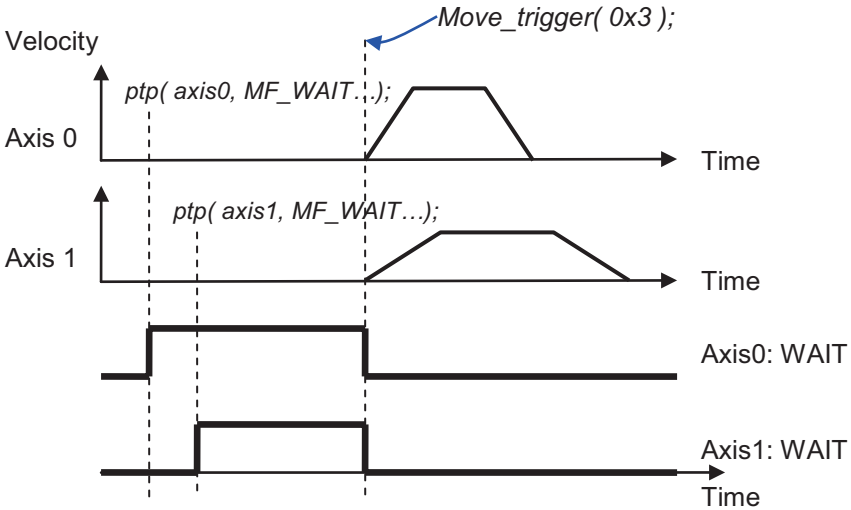 Move_trigger( 0x3 );
Velocity
ptp( axis0, MF_WAIT…);
Axis 0
Time
ptp( axis1, MF_WAIT…);
Axis 1
Time
Axis0: WAIT
Axis1: WAIT
Time